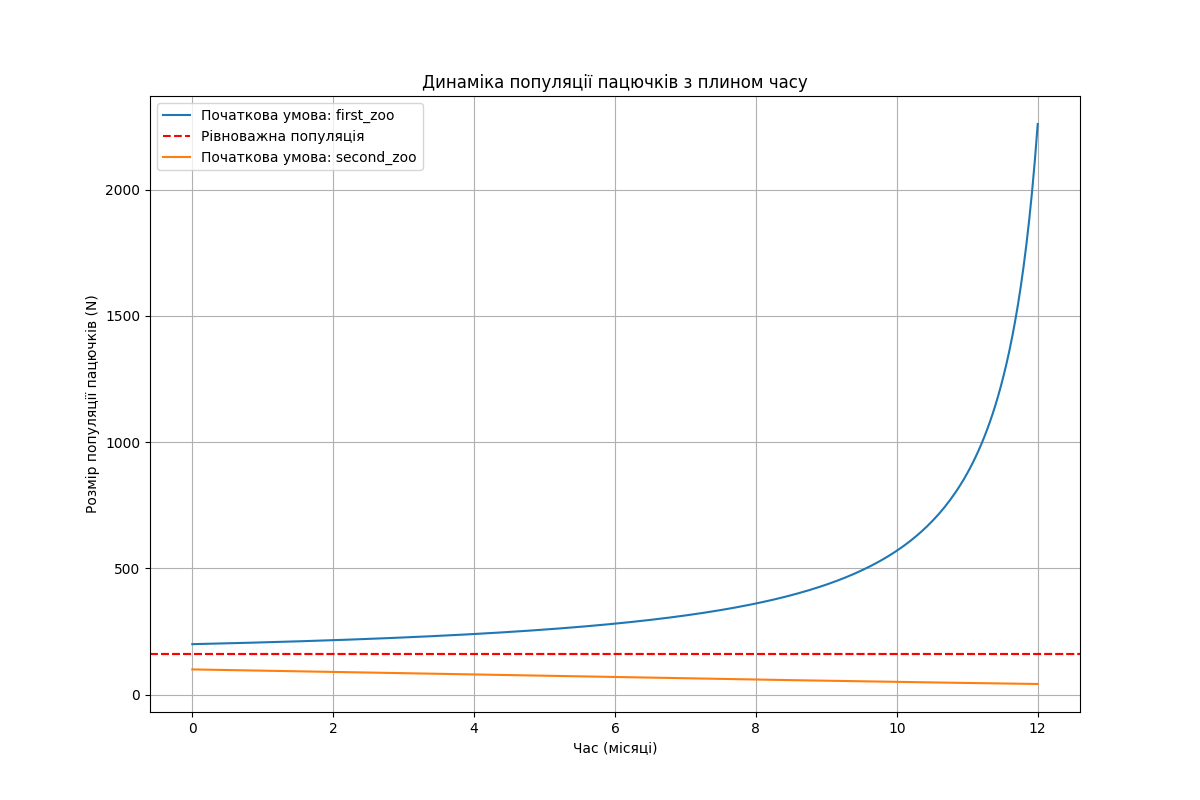 Динаміка популяції пацючків з плином часу
Початкова умова: first_zoo
Рівноважна популяція
Початкова умова: second_zoo
Розмір популяції пацючків (N)
2000
1500
1000
500
0
0 2 4 6 8 10 12
Час (місяці)